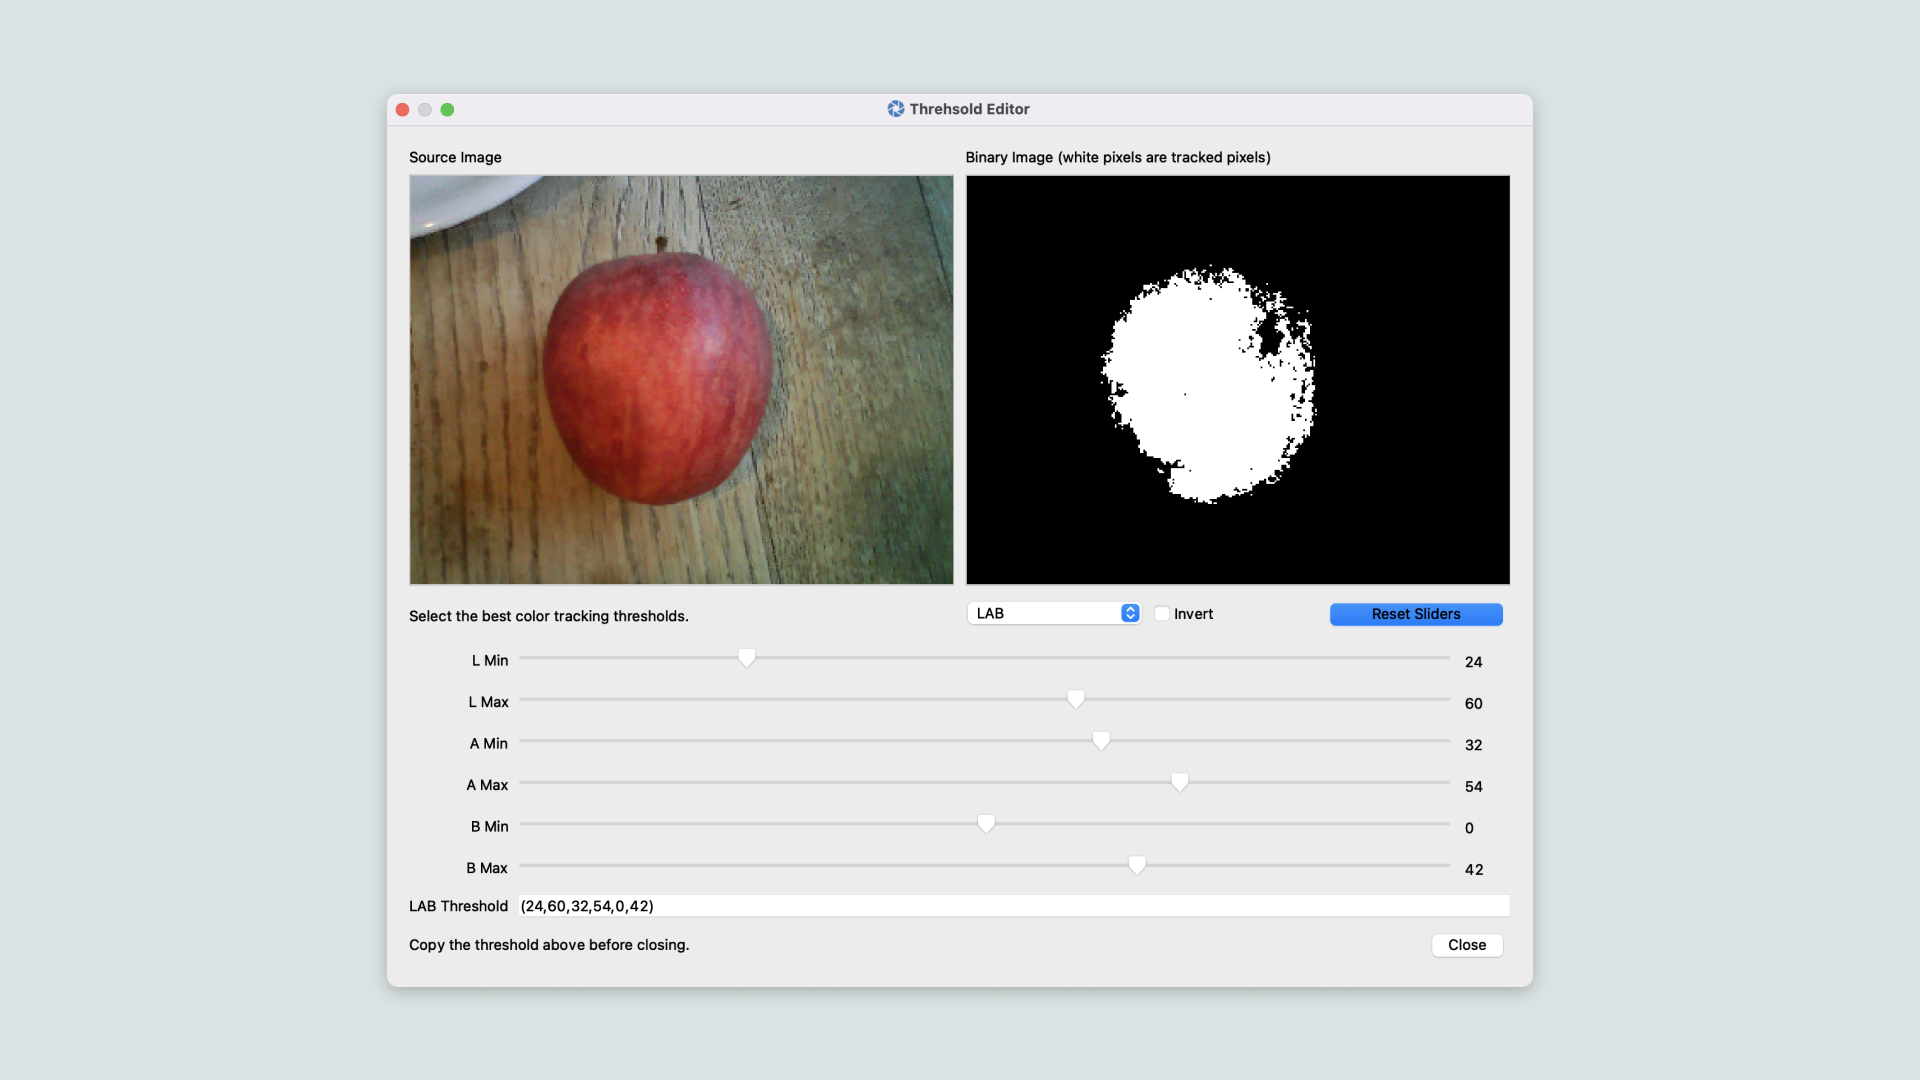 Threhsold Editor
Source Image
Binary Image (white pixels are tracked pixels)
Select the best color tracking thresholds.
LAB
Invert
Reset Sliders
L Min
24
L Max
60
A Min
32
A Max
54
B Min
0
B Max
42
LAB Threshold
(24,60,32,54,0,42)
Copy the threshold above before closing.
Close